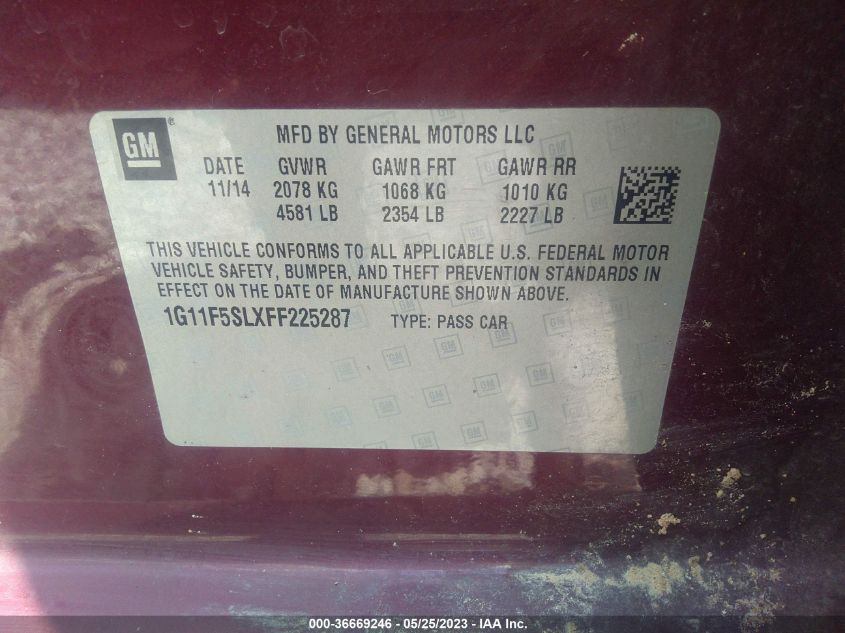 GM®
MFD BY GENERAL MOTORS LLC
DATE GVWR GAWR FRT GAWR RR
11/14 2078 KG 1068 KG 1010 KG
4581 LB 2354 LB 2227 LB
THIS VEHICLE CONFORMS TO ALL APPLICABLE U.S. FEDERAL MOTOR
VEHICLE SAFETY, BUMPER, AND THEFT PREVENTION STANDARDS IN
EFFECT ON THE DATE OF MANUFACTURE SHOWN ABOVE.
1G11F5SLXFF225287 TYPE: PASS CAR
000-36669246 - 05/25/2023 - IAA Inc.